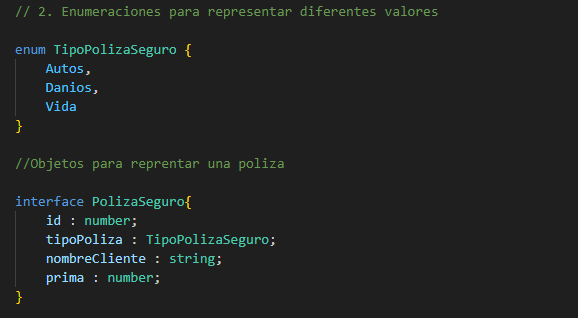 // 2. Enumeraciones para representar diferentes valores
enum TipoPolizaSeguro {
Autos,
Danios,
Vida
}
//Objetos para reprentar una poliza
interface PolizaSeguro{
id : number;
tipoPoliza : TipoPolizaSeguro;
nombreCliente : string;
prima : number;
}